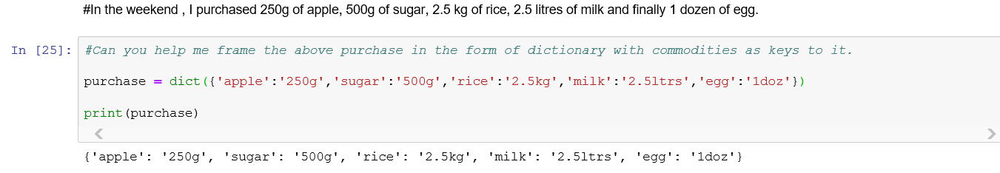 #In the weekend , I purchased 250g of apple, 500g of sugar, 2.5 kg of rice, 2.5 litres of milk and finally 1 dozen of egg.
In [25]: #Can you help me frame the above purchase in the form of dictionary with commodities as keys to it.
purchase = dict({'apple':'250g','sugar':'500g','rice':'2.5kg','milk':'2.5ltrs','egg':'1doz'})
print(purchase)
{'apple': '250g', 'sugar': '500g', 'rice': '2.5kg', 'milk': '2.5ltrs', 'egg': '1doz'}